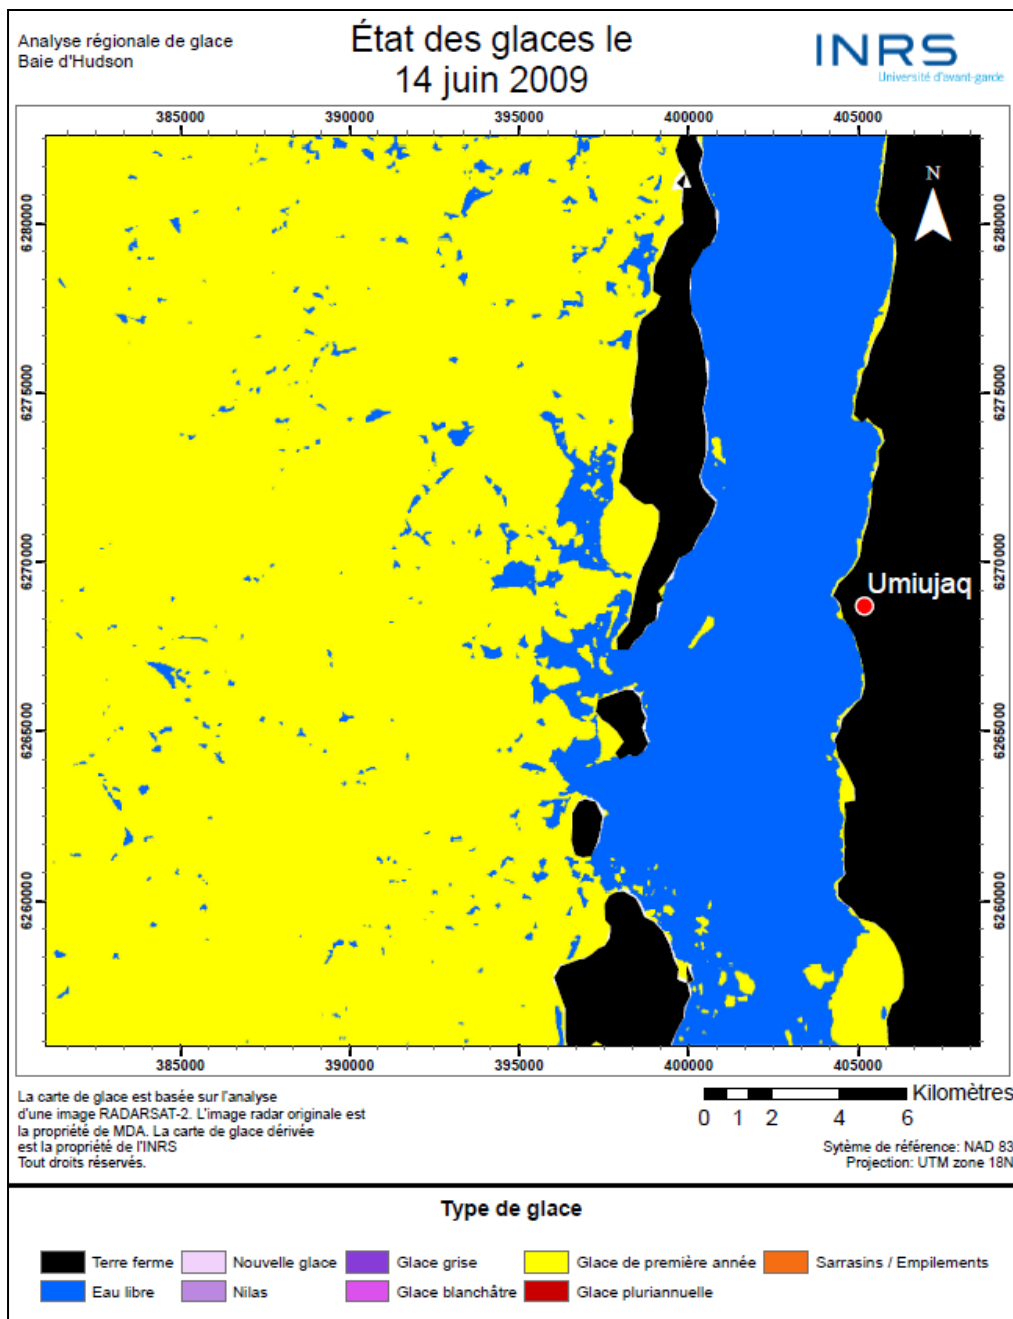 Analyse régionale de glace
Baie d'Hudson
État des glaces le
14 juin 2009
INRS
Université d'avant-garde
385000 390000 395000 400000 405000
N
6280000 6280000
6275000 6275000
6270000 6270000
Umiujaq
6265000 6265000
6260000 6260000
385000 390000 395000 400000 405000
La carte de glace est basée sur l'analyse
d'une image RADARSAT-2. L'image radar originale est
la propriété de MDA. La carte de glace dérivée
est la propriété de l'INRS
Tout droits réservés.
Kilomètres
0 1 2 4 6
Sytème de référence: NAD 83
Projection: UTM zone 18N
Type de glace
Terre ferme Nouvelle glace Glace grise Glace de première année Sarrasins / Empilements
Eau libre Nilas Glace blanchâtre Glace pluriannuelle